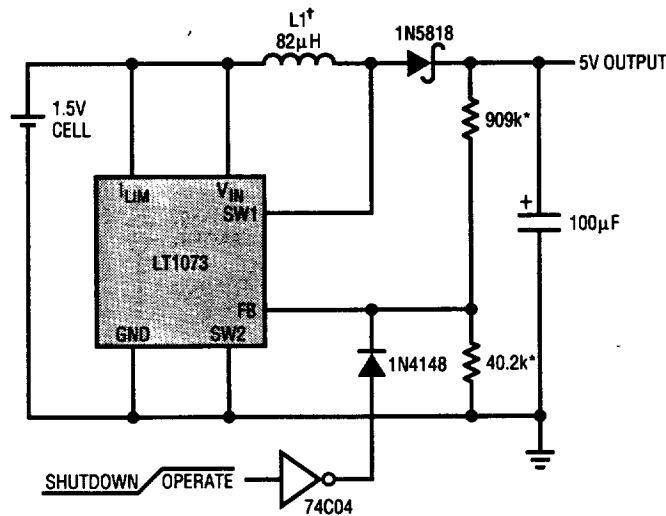 L1†
82µH
1N5818
5V OUTPUT
1.5V
CELL
909k*
ILIM
VIN
SW1
+
100µF
LT1073
FB
GND
SW2
1N4148
40.2k*
SHUTDOWN/OPERATE
74C04